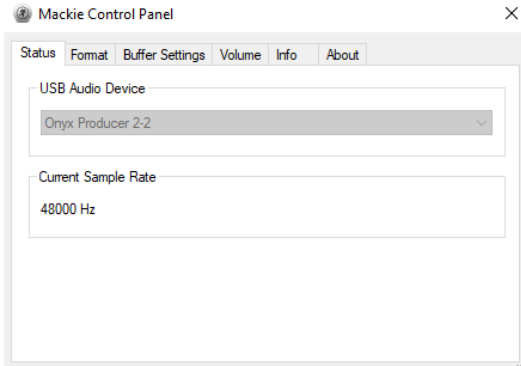 Mackie Control Panel
Status Format Buffer Settings Volume Info About
USB Audio Device
Onyx Producer 2-2
Current Sample Rate
48000 Hz